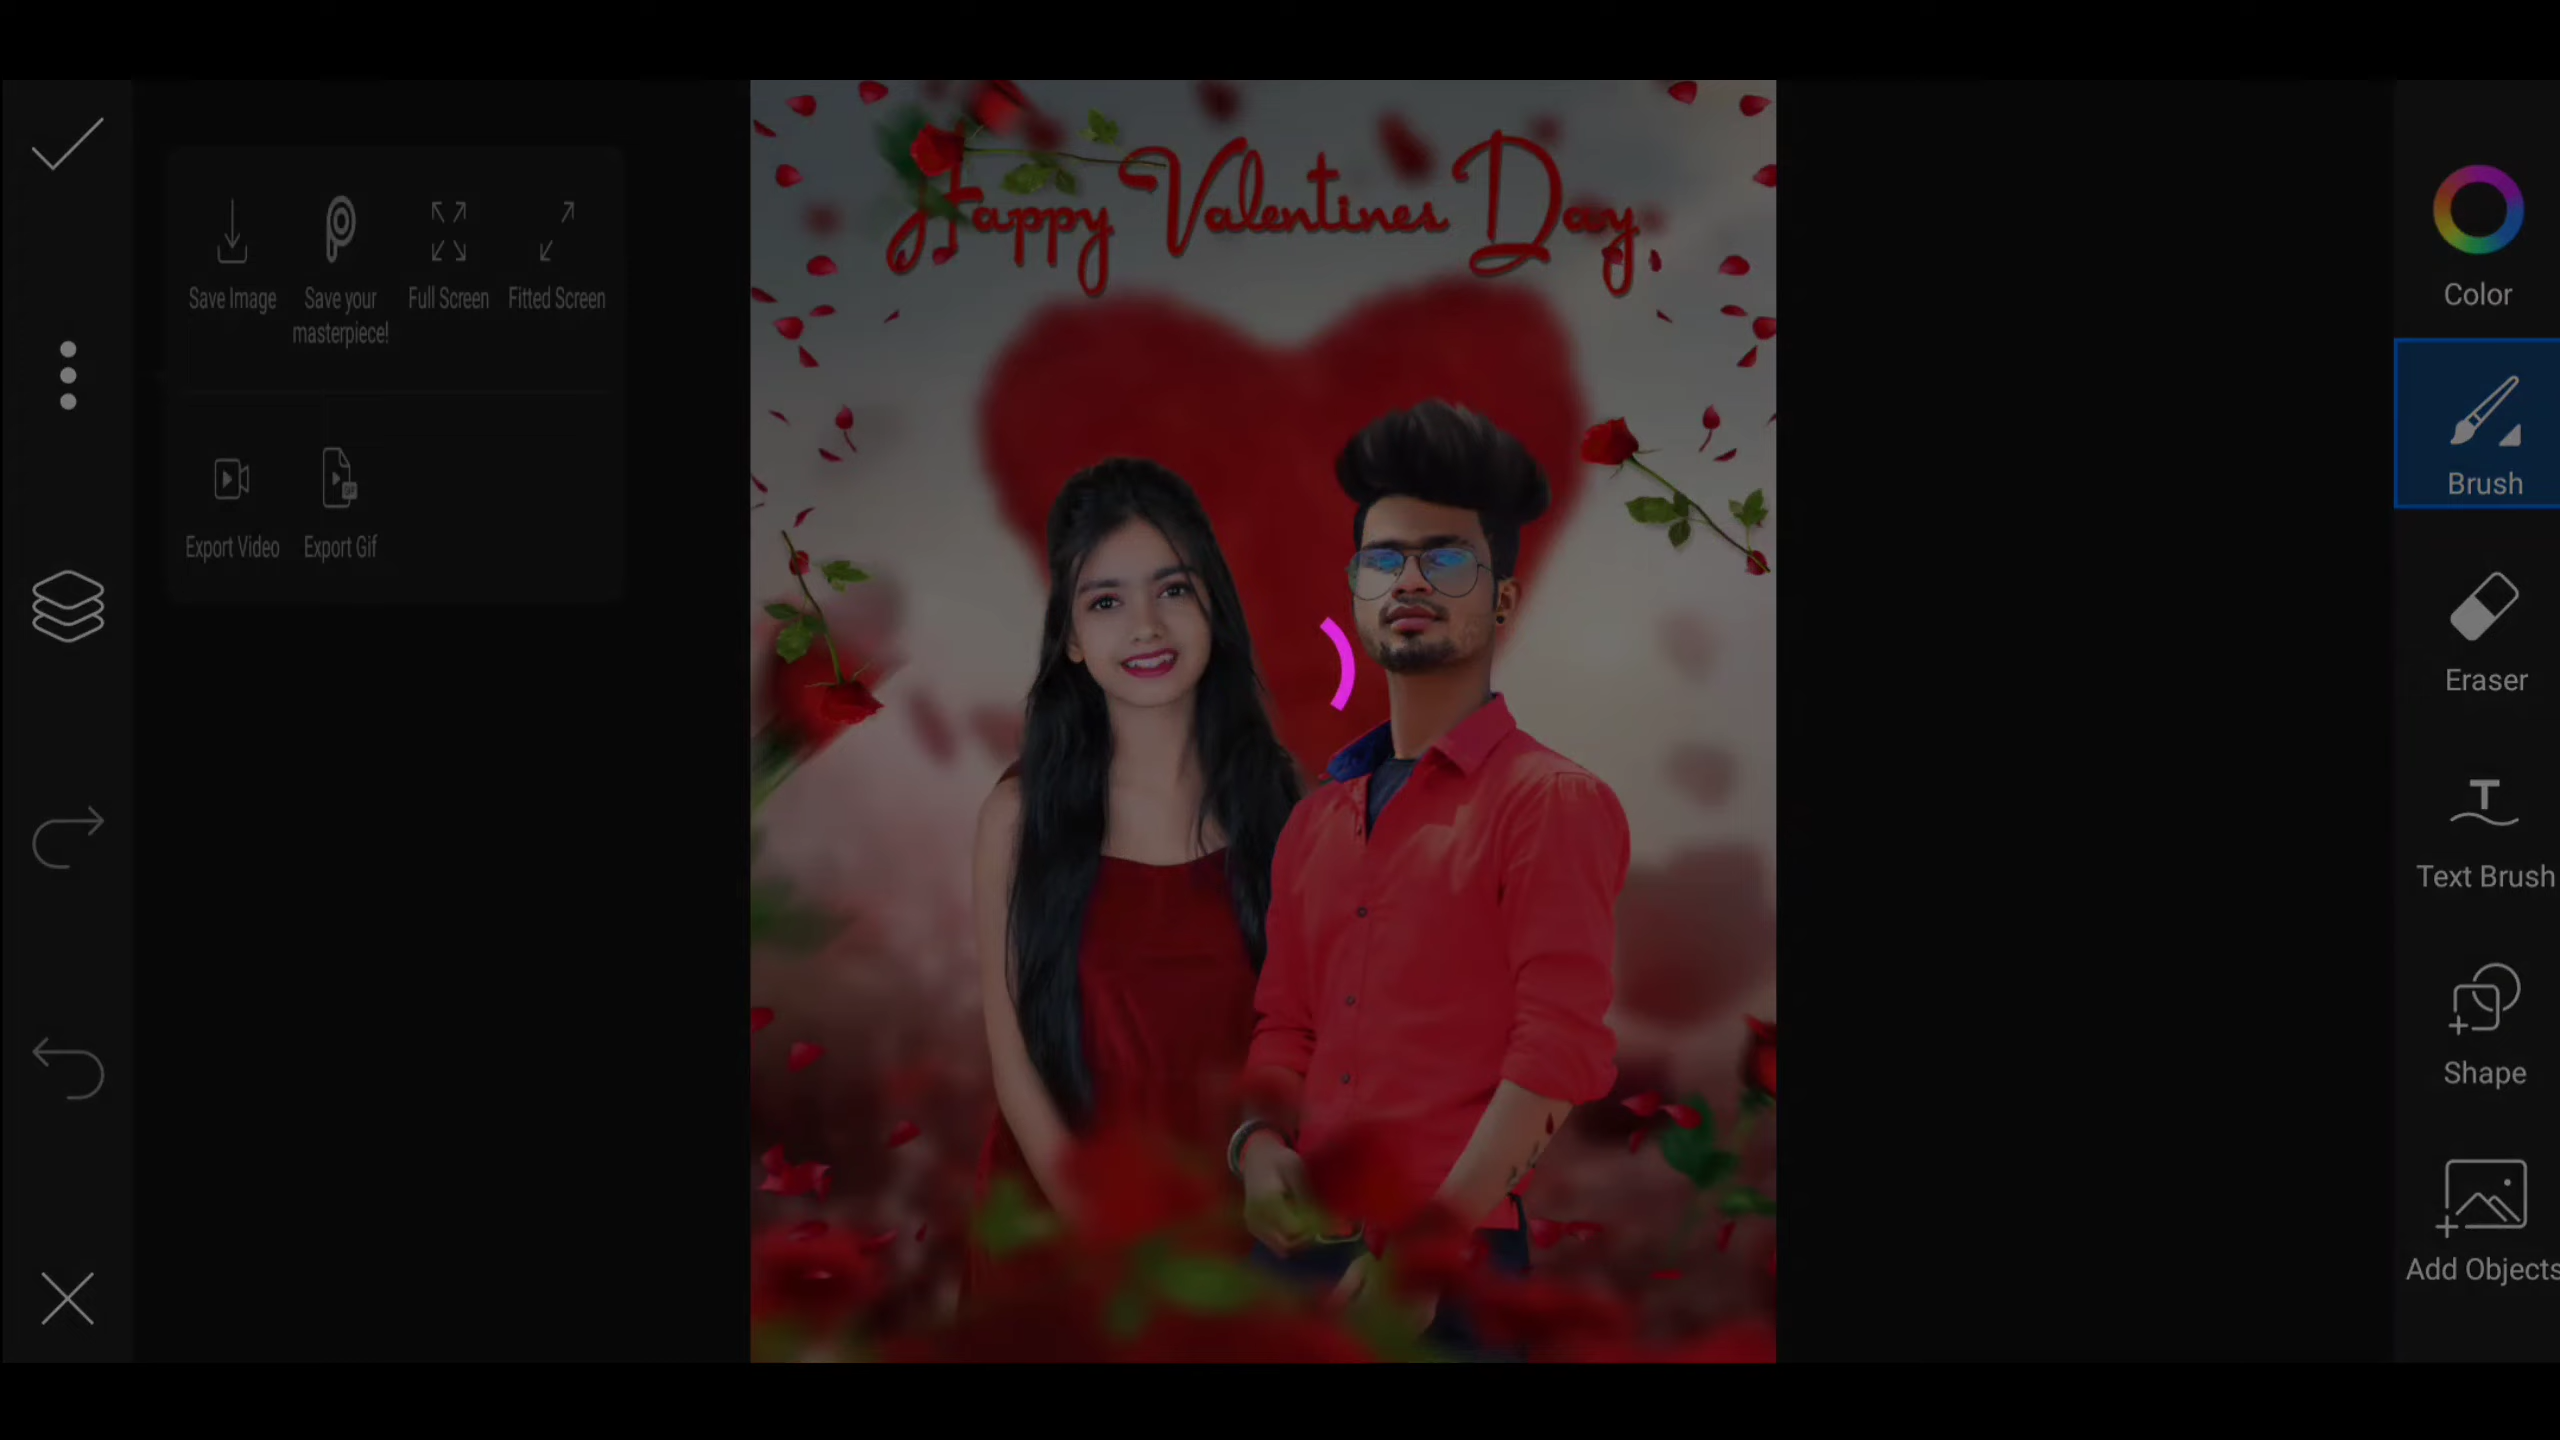 Happy Valentines Day
Save Image
Save your
masterpiece!
Full Screen
Fitted Screen
Export Video
Export Gif
Color
Brush
Eraser
Text Brush
Shape
Add Objects